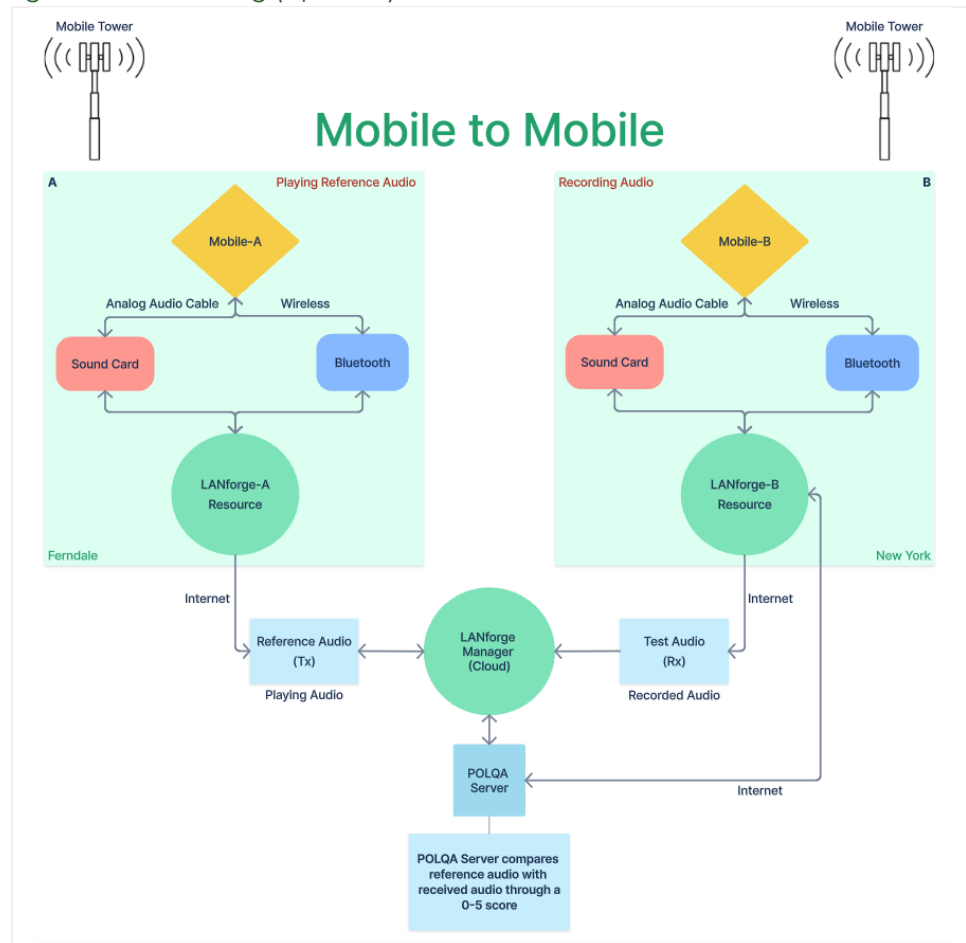 Mobile Tower
Mobile Tower
Mobile to Mobile
A
Playing Reference Audio
Recording Audio
B
Mobile-A
Mobile-B
Analog Audio Cable
Wireless
Analog Audio Cable
Wireless
Sound Card
Bluetooth
Sound Card
Bluetooth
LANforge-A
Resource
LANforge-B
Resource
Ferndale
New York
Internet
Internet
Reference Audio
(Tx)
LANforge
Manager
(Cloud)
Test Audio
(Rx)
Playing Audio
Recorded Audio
POLQA
Server
Internet
POLQA Server compares
reference audio with
received audio through a
0-5 score